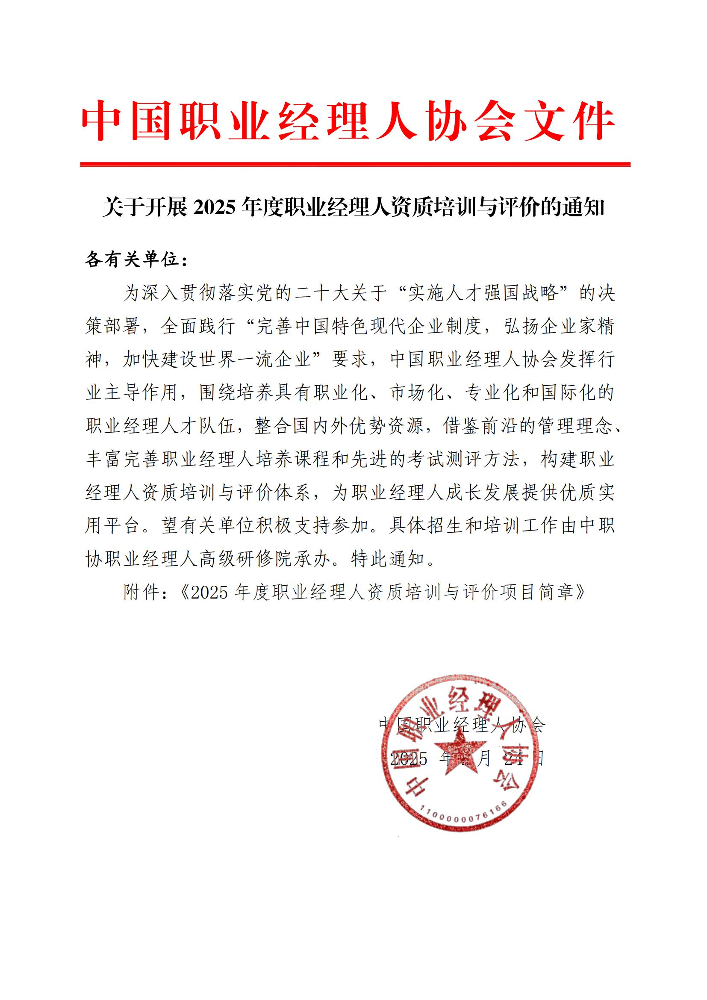 中国职业经理人协会文件
关于开展 2025 年度职业经理人资质培训与评价的通知
各有关单位：
为深入贯彻落实党的二十大关于“实施人才强国战略”的决
策部署，全面践行“完善中国特色现代企业制度，弘扬企业家精
神，加快建设世界一流企业”要求，中国职业经理人协会发挥行
业主导作用，围绕培养具有职业化、市场化、专业化和国际化的
职业经理人才队伍，整合国内外优势资源，借鉴前沿的管理理念、
丰富完善职业经理人培养课程和先进的考试测评方法，构建职业
经理人资质培训与评价体系，为职业经理人成长发展提供优质实
用平台。望有关单位积极支持参加。具体招生和培训工作由中职
协职业经理人高级研修院承办。特此通知。
附件：《2025 年度职业经理人资质培训与评价项目简章》
中国职业经理人协会
2025 年 月 24 日
中国职业经理人协会
1100000076166